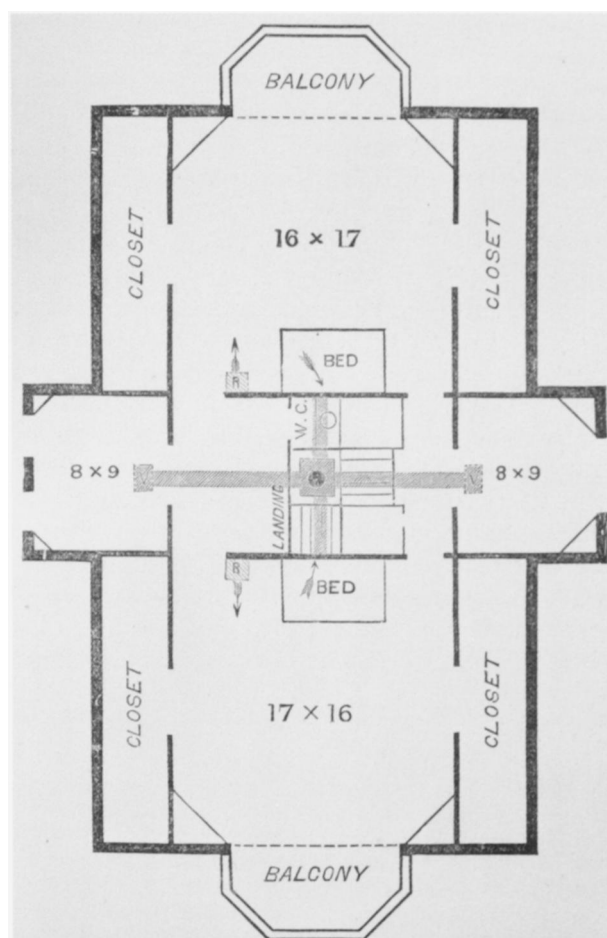 BALCONY
CLOSET
16 × 17
CLOSET
R
BED
W.C.
8 × 9
V
V
8 × 9
LANDING
R
BED
CLOSET
17 × 16
CLOSET
BALCONY